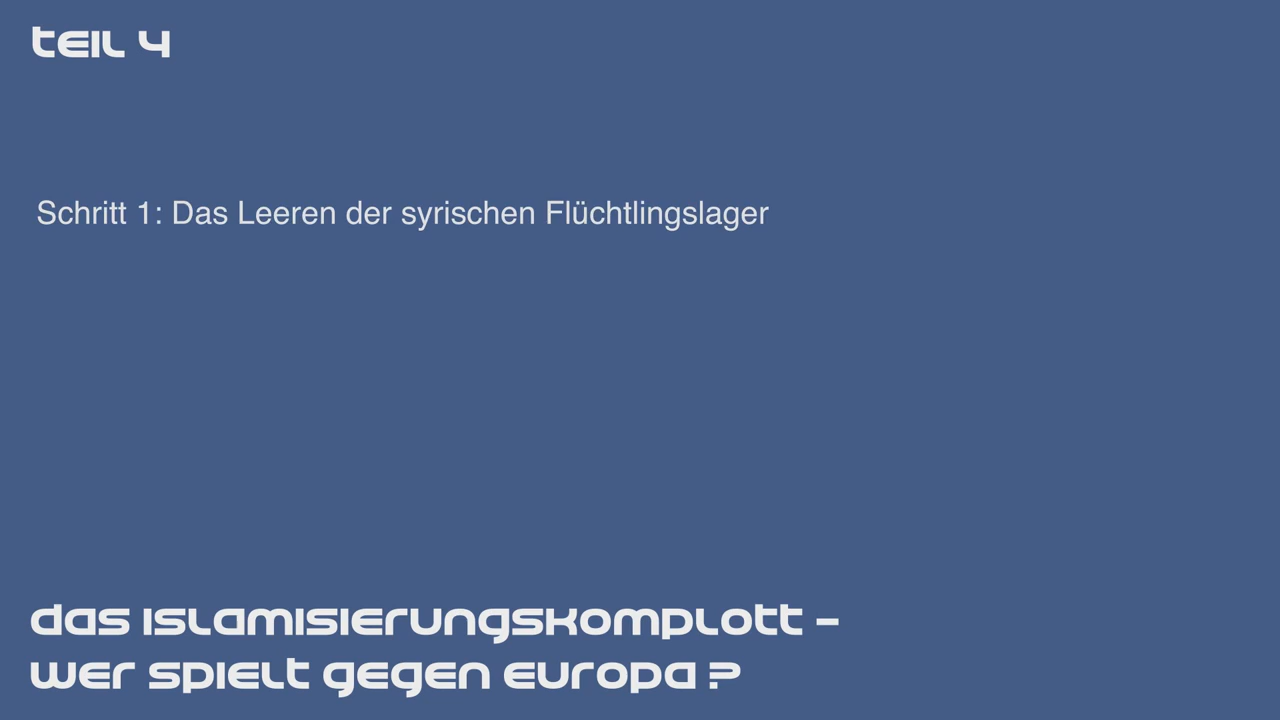 Teil 4
Schritt 1: Das Leeren der syrischen Flüchtlingslager
das Islamisierungskomplott –
wer spielt gegen Europa ?